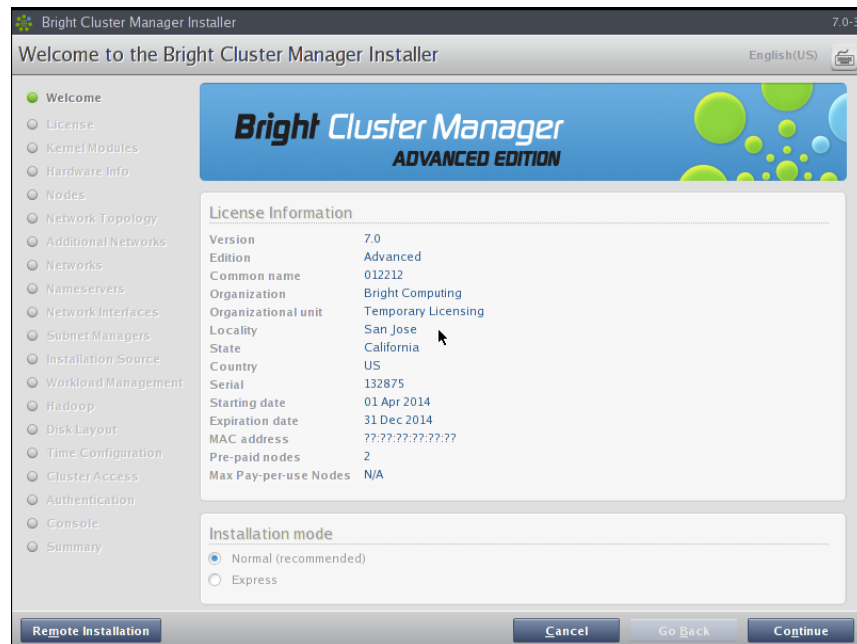 Bright Cluster Manager Installer 7.0-3
Welcome to the Bright Cluster Manager Installer English(US)
Welcome
License
Kernel Modules
Hardware Info
Nodes
Network Topology
Additional Networks
Networks
Nameservers
Network Interfaces
Subnet Managers
Installation Source
Workload Management
Hadoop
Disk Layout
Time Configuration
Cluster Access
Authentication
Console
Summary
Bright Cluster Manager
ADVANCED EDITION
License Information
Version 7.0
Edition Advanced
Common name 012212
Organization Bright Computing
Organizational unit Temporary Licensing
Locality San Jose
State California
Country US
Serial 132875
Starting date 01 Apr 2014
Expiration date 31 Dec 2014
MAC address ??:??:??:??:??:??
Pre-paid nodes 2
Max Pay-per-use Nodes N/A
Installation mode
Normal (recommended)
Express
Remote Installation Cancel Go Back Continue